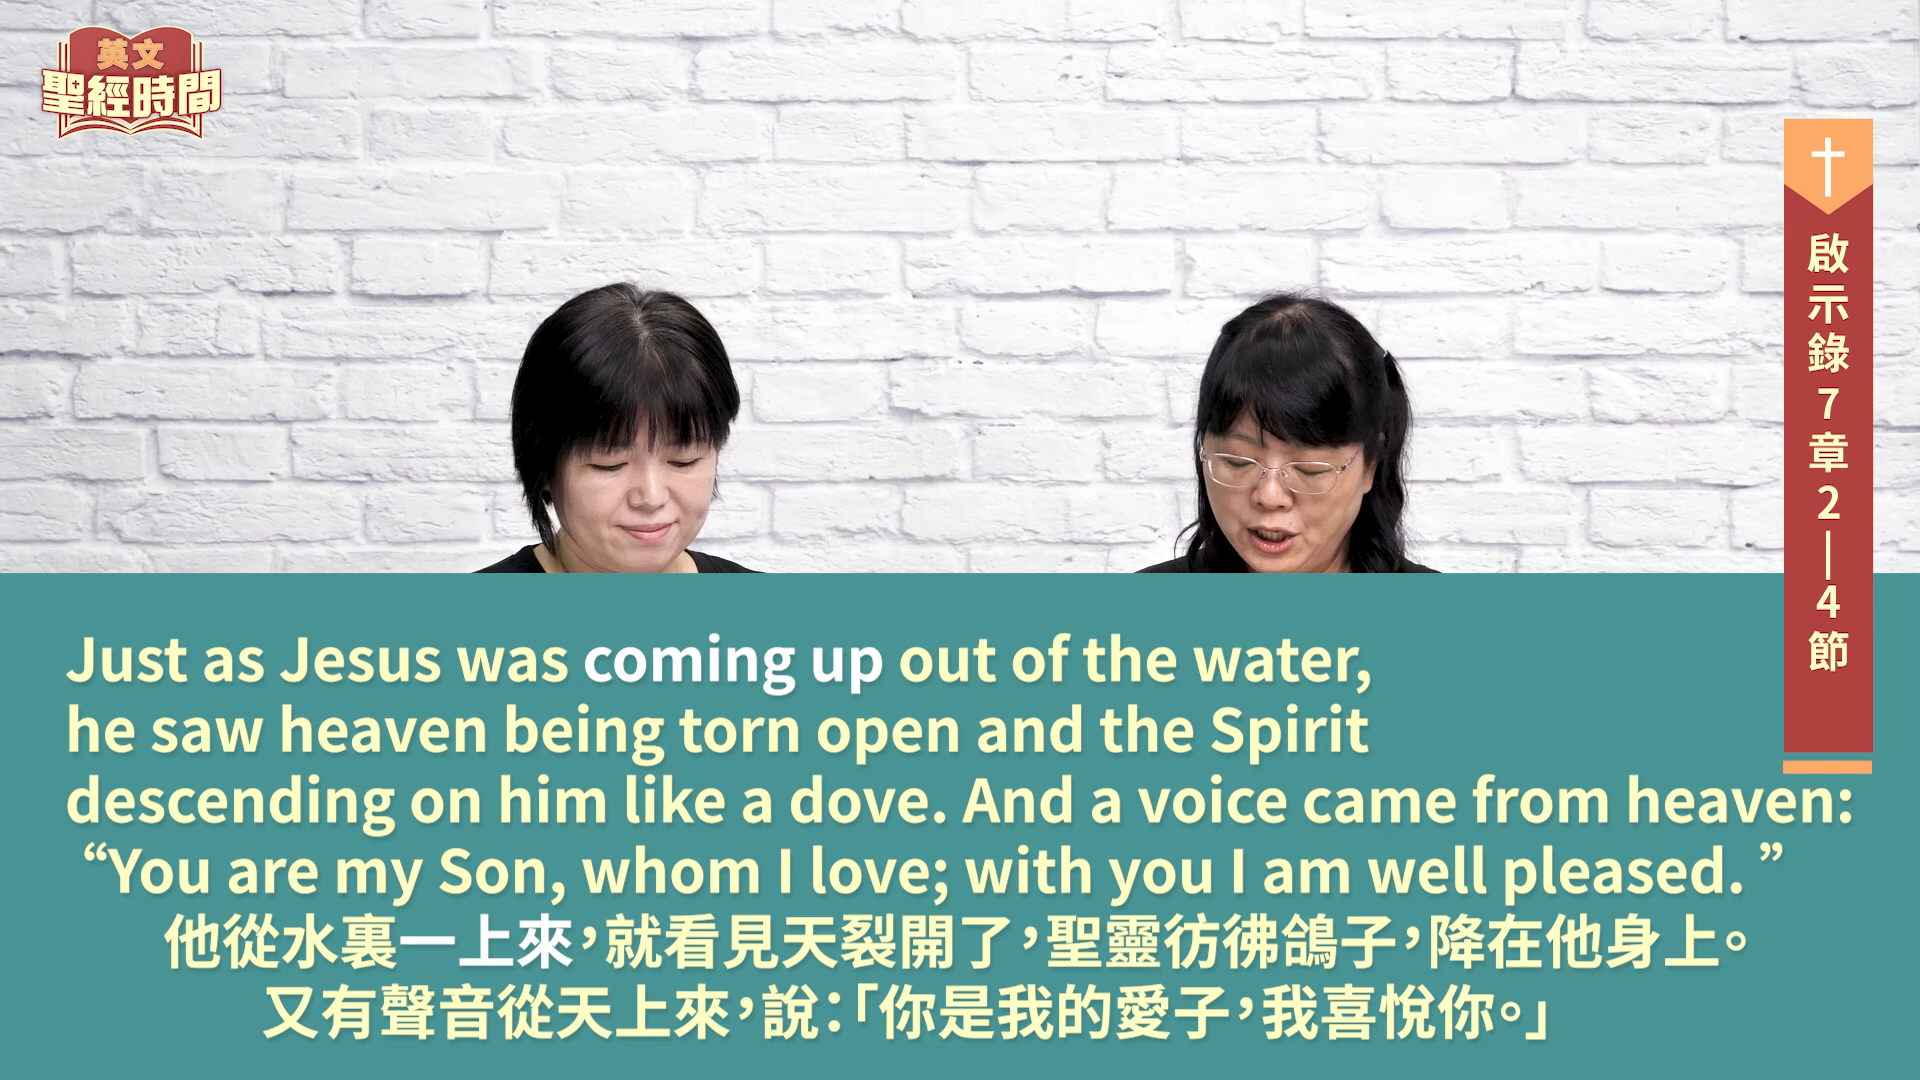 英文
聖經時間
啟示錄7章2—4節
Just as Jesus was coming up out of the water,
he saw heaven being torn open and the Spirit
descending on him like a dove. And a voice came from heaven:
“You are my Son, whom I love; with you I am well pleased. ”
他從水裏一上來，就看見天裂開了，聖靈彷彿鴿子，降在他身上。
又有聲音從天上來，說：「你是我的愛子，我喜悅你。」